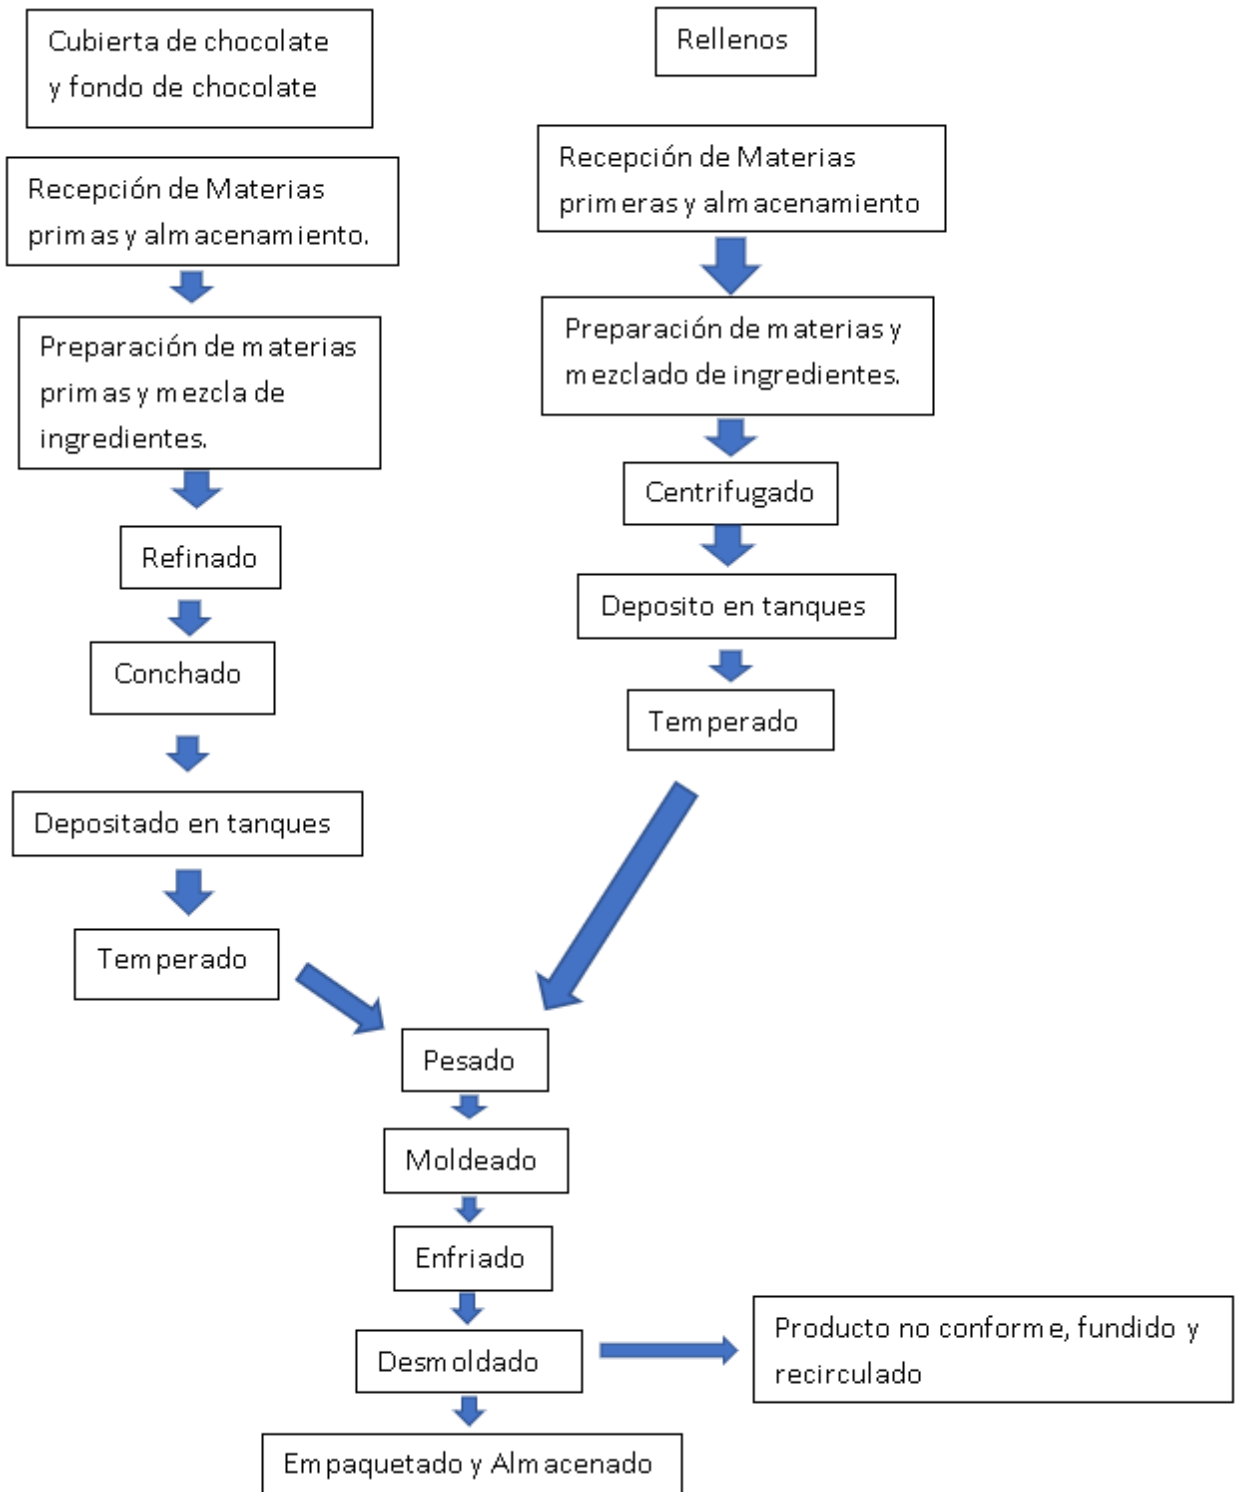 Cubierta de chocolate
y fondo de chocolate
Recepción de Materias
primas y almacenamiento.
Preparación de materias
primas y mezcla de
ingredientes.
Refinado
Conchado
Depositado en tanques
Temperado
Rellenos
Recepción de Materias
primeras y almacenamiento
Preparación de materias y
mezclado de ingredientes.
Centrifugado
Deposito en tanques
Temperado
Pesado
Moldeado
Enfriado
Desmoldado
Producto no conforme, fundido y
recirculado
Empaquetado y Almacenado